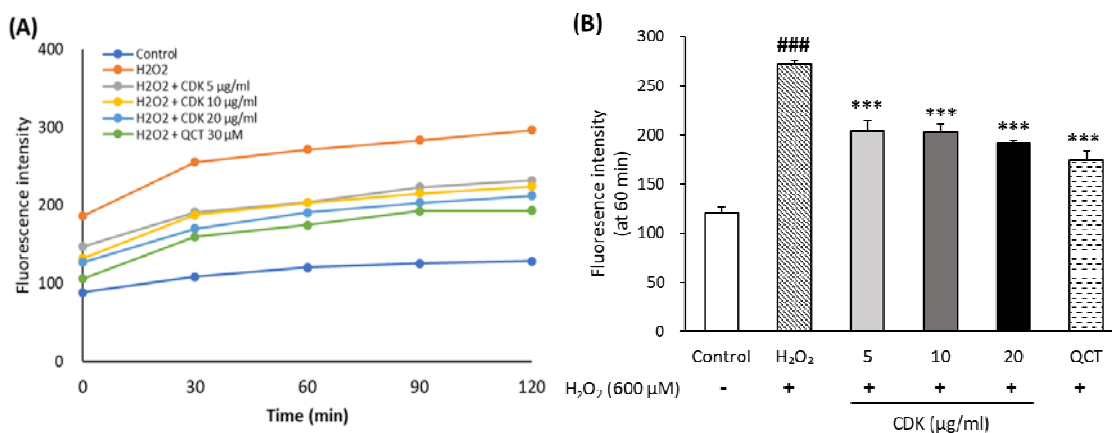 (A)
400
300
200
100
0
Fluorescence intensity
Control
H2O2
H2O2 + CDK 5 µg/ml
H2O2 + CDK 10 µg/ml
H2O2 + CDK 20 µg/ml
H2O2 + QCT 30 µM
0 30 60 90 120
Time (min)
(B)
300
250
200
150
100
50
0
Fluoresence intensity
(at 60 min)
###
*** *** *** ***
Control H₂O₂ 5 10 20 QCT
H₂O₂ (600 µM) - + + + + +
CDK (µg/ml)